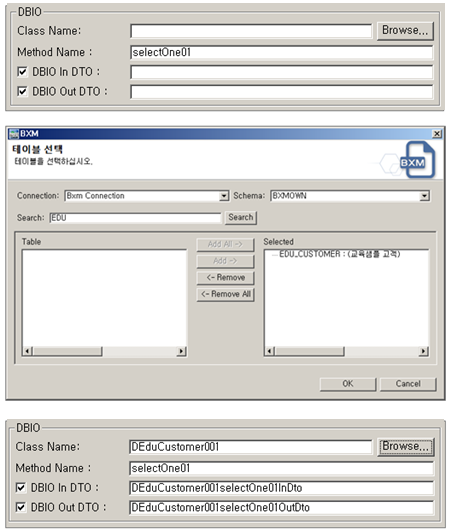 DBIO
Class Name: Browse...
Method Name : selectOne01
DBIO In DTO :
DBIO Out DTO :
BXM
테이블 선택
테이블을 선택하십시오.
BXM
Connection: Bxm Connection Schema: BXMOWN
Search: EDU Search
Table Add All -> Selected
Add -> EDU_CUSTOMER : (교육샘플 고객)
<- Remove
<- Remove All
OK Cancel
DBIO
Class Name: DEduCustomer001 Browse...
Method Name : selectOne01
DBIO In DTO : DEduCustomer001selectOne01InDto
DBIO Out DTO : DEduCustomer001selectOne01OutDto